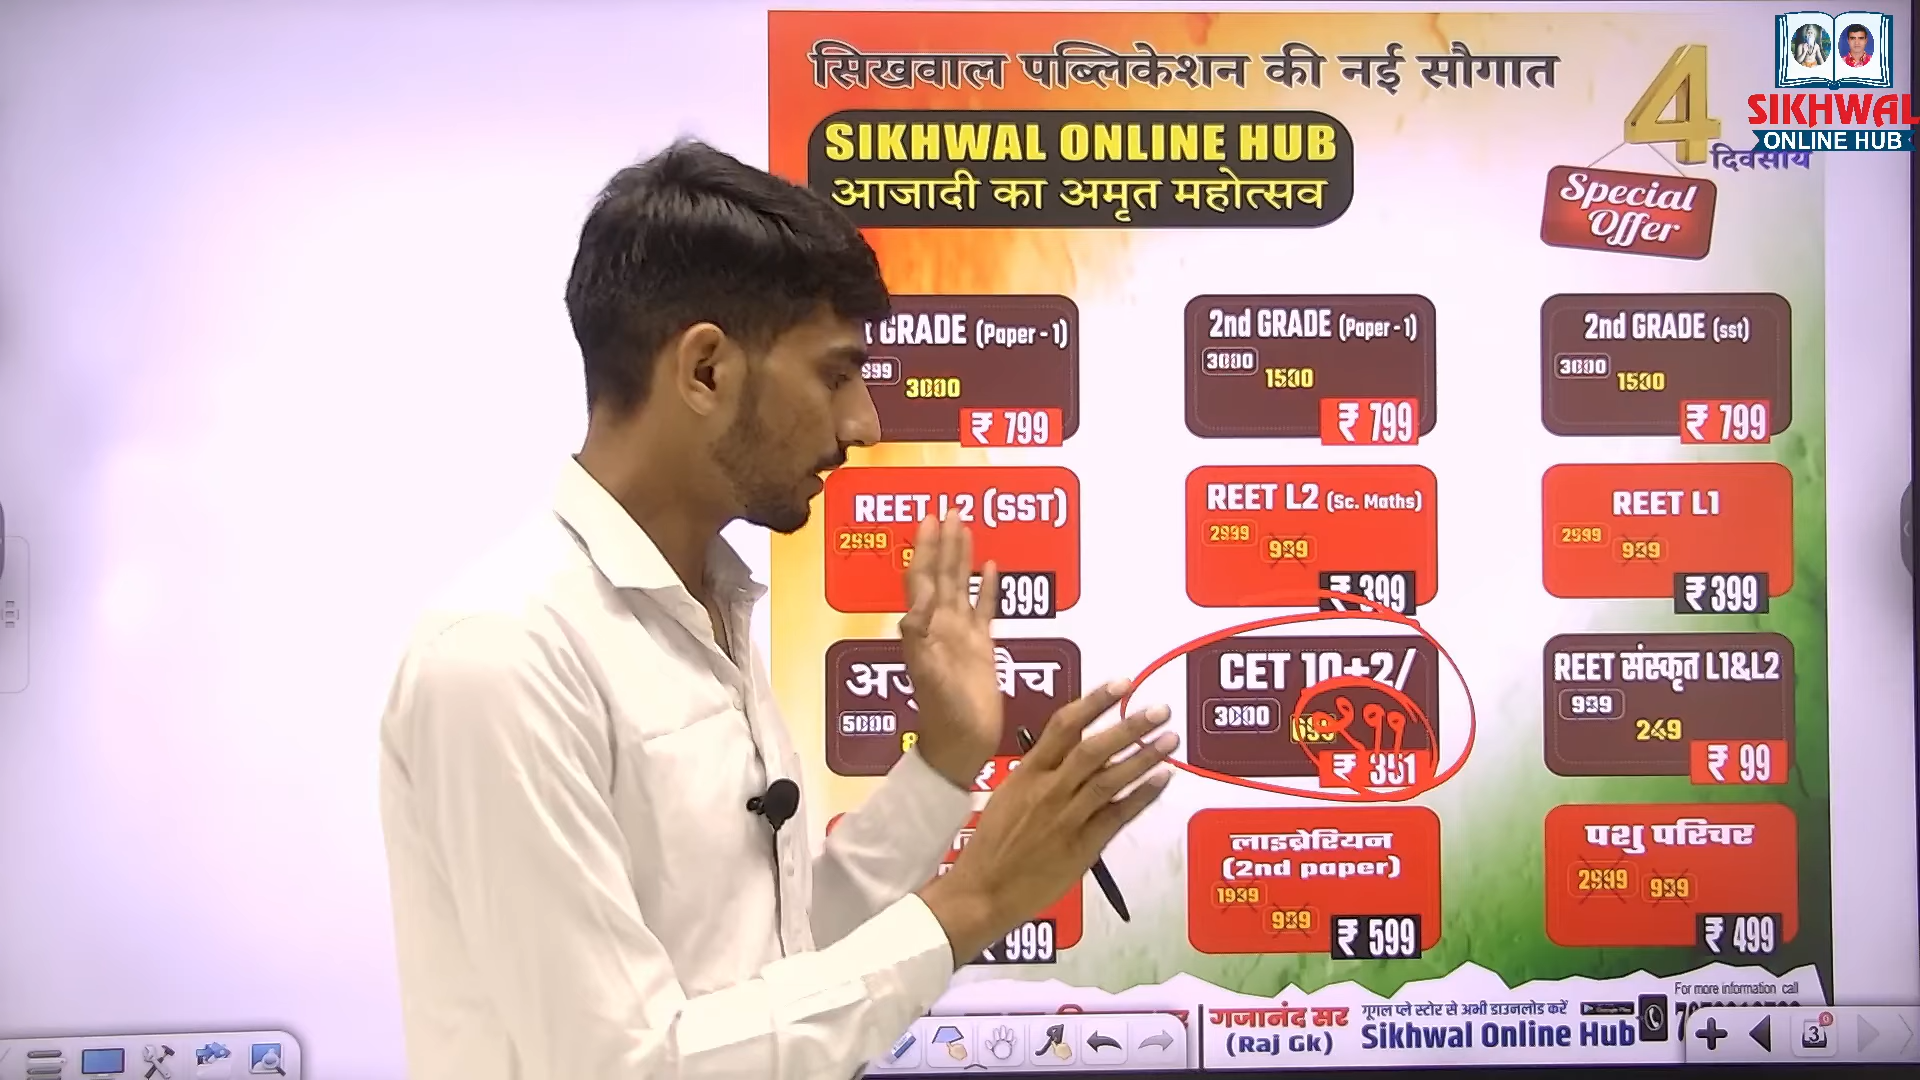 सिखवाल पब्लिकेशन की नई सौगात
SIKHWAL ONLINE HUB
आजादी का अमृत महोत्सव
4
दिवसीय
Special
Offer
SIKHWAL
ONLINE HUB
GRADE (Paper - 1)
3000
₹ 799
2nd GRADE (Paper - 1)
3000
1500
₹ 799
2nd GRADE (sst)
3000
1500
₹ 799
REET L2 (SST)
2999
399
REET L2 (Sc. Maths)
2999
999
₹ 399
REET L1
2999
999
₹ 399
बैच
5000
CET 10+2/
3000
699
२९९
₹ 351
REET संस्कृत L1&L2
999
249
₹ 99
999
लाइब्रेरियन
(2nd paper)
1999
999
₹ 599
पशु परिचर
2999
999
₹ 499
गजानंद सर
(Raj Gk)
गूगल प्ले स्टोर से अभी डाउनलोड करें
Sikhwal Online Hub
For more information call
3